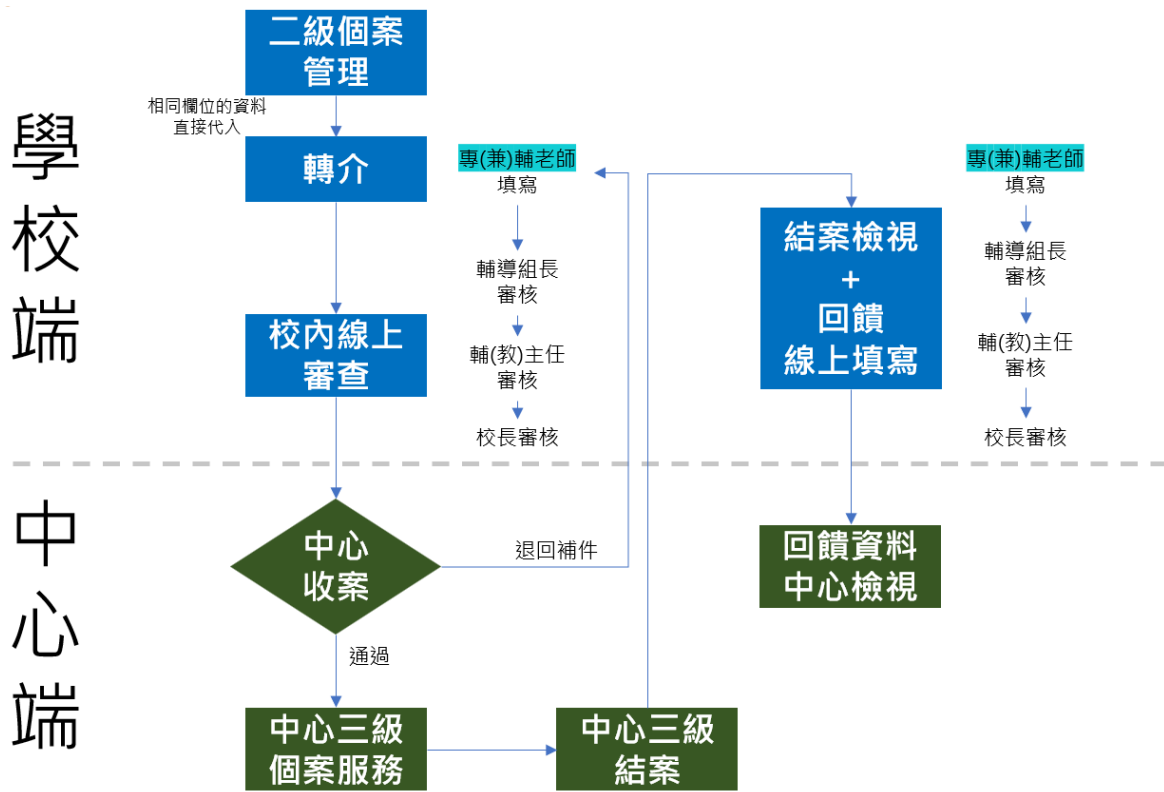 學校端
二級個案
管理
相同欄位的資料
直接代入
轉介
校內線上
審查
專(兼)輔老師
填寫
輔導組長
審核
輔(教)主任
審核
校長審核
結案檢視
+
回饋
線上填寫
專(兼)輔老師
填寫
輔導組長
審核
輔(教)主任
審核
校長審核
中心端
中心
收案
退回補件
通過
中心三級
個案服務
中心三級
結案
回饋資料
中心檢視